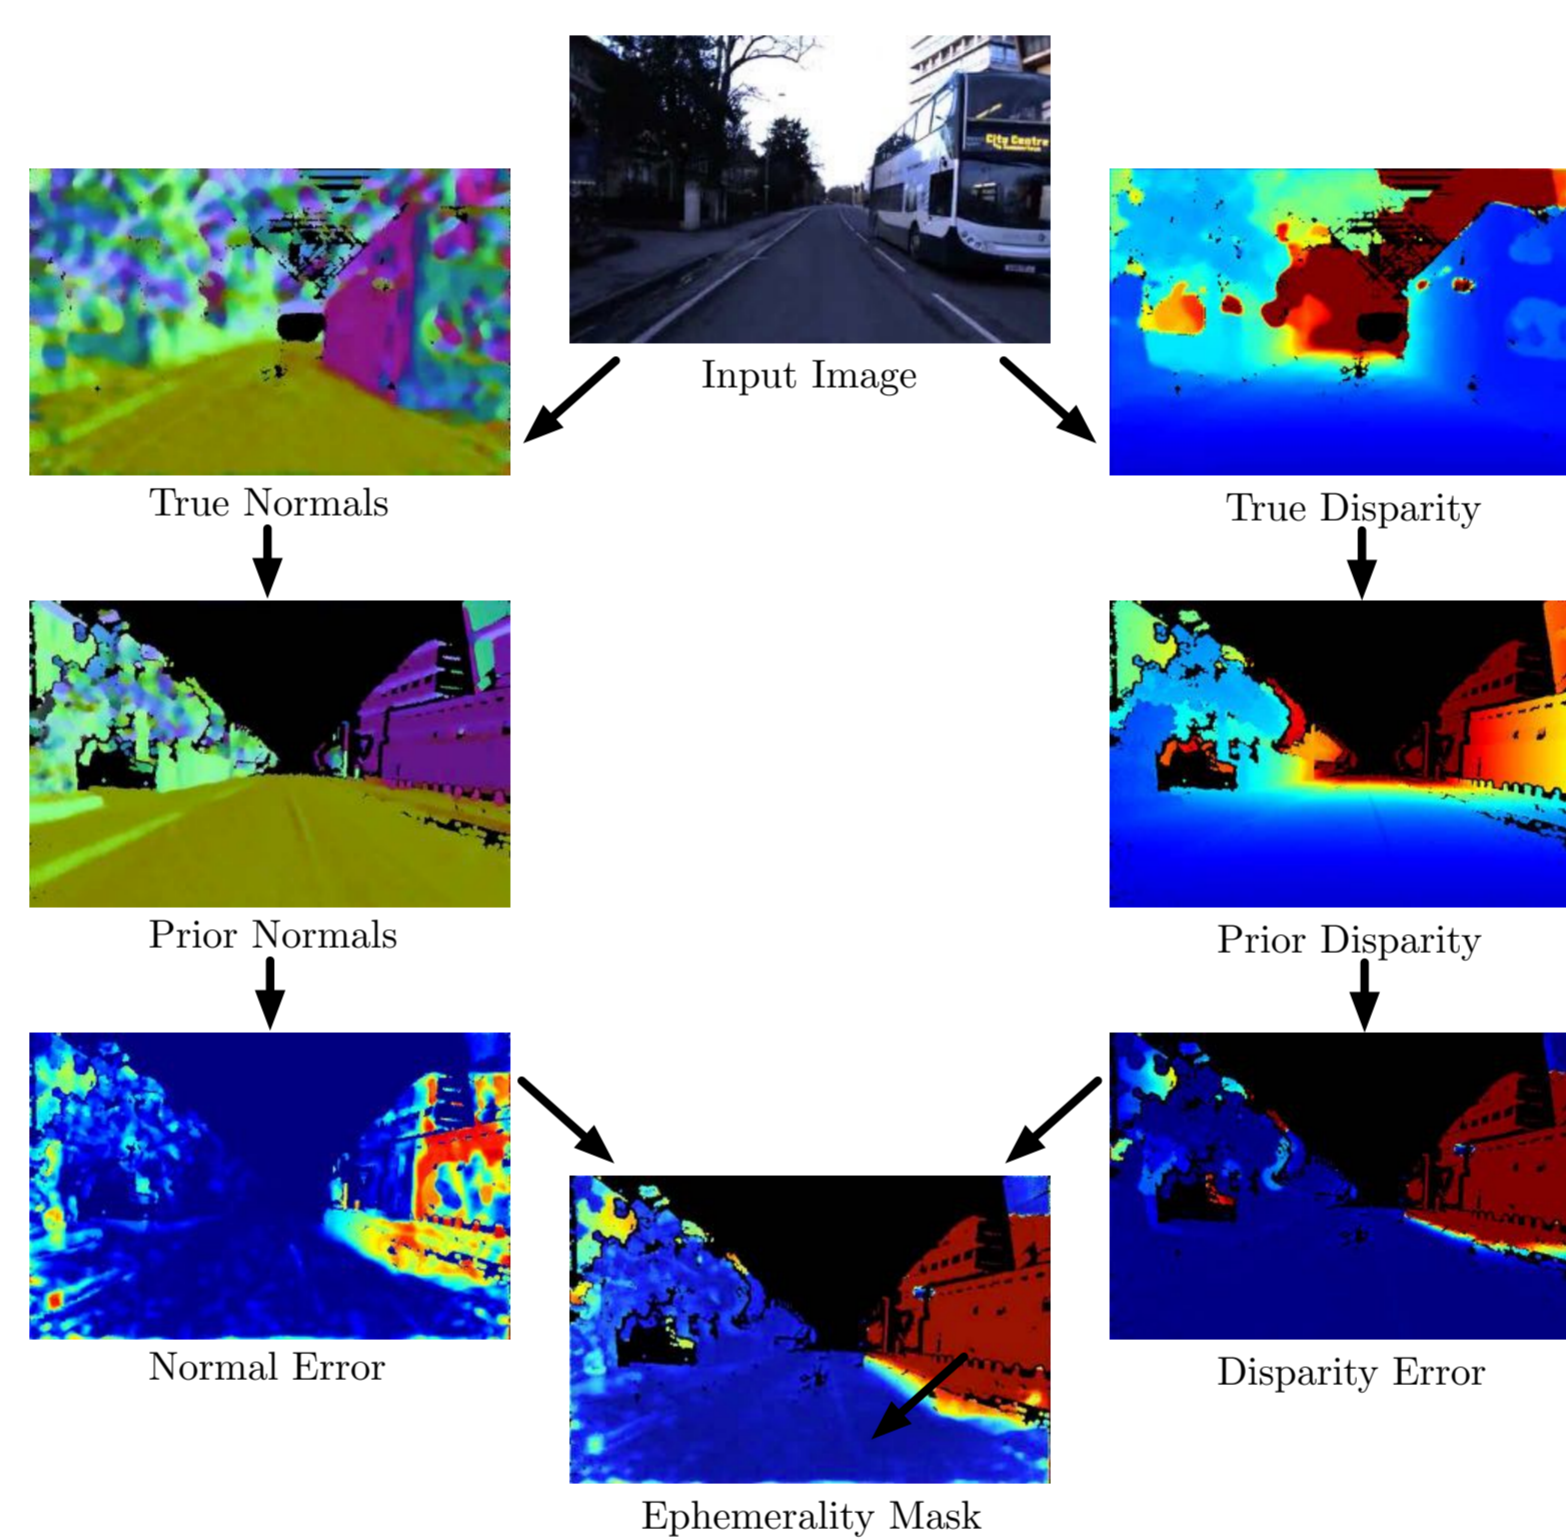 City Centre
Input Image
True Normals
True Disparity
Prior Normals
Prior Disparity
Normal Error
Disparity Error
Ephemerality Mask